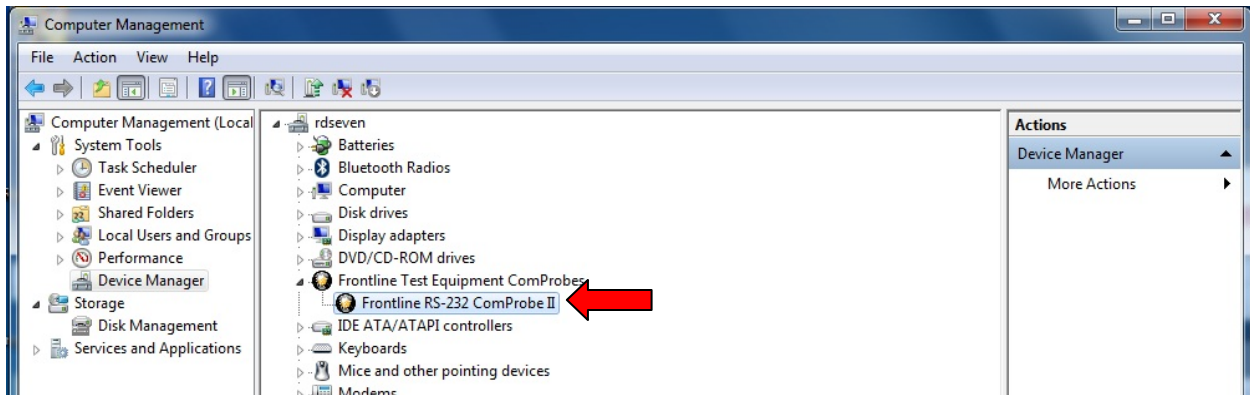 Computer Management
File Action View Help
Computer Management (Local
System Tools
Task Scheduler
Event Viewer
Shared Folders
Local Users and Groups
Performance
Device Manager
Storage
Disk Management
Services and Applications
rdseven
Batteries
Bluetooth Radios
Computer
Disk drives
Display adapters
DVD/CD-ROM drives
Frontline Test Equipment ComProbes
Frontline RS-232 ComProbe II
IDE ATA/ATAPI controllers
Keyboards
Mice and other pointing devices
Modems
Actions
Device Manager
More Actions